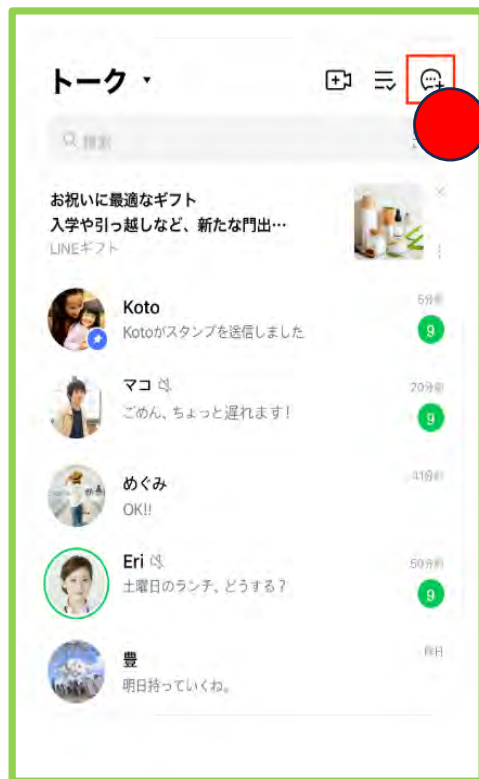 トーク
検索
お祝いに最適なギフト
入学や引っ越しなど、新たな門出…
LINEギフト
Koto
5分前
Kotoがスタンプを送信しました
9
マコ
20分前
ごめん、ちょっと遅れます!
9
めぐみ
41分前
OK!!
Eri
50分前
土曜日のランチ、どうする?
9
豊
昨日
明日持っていくね。